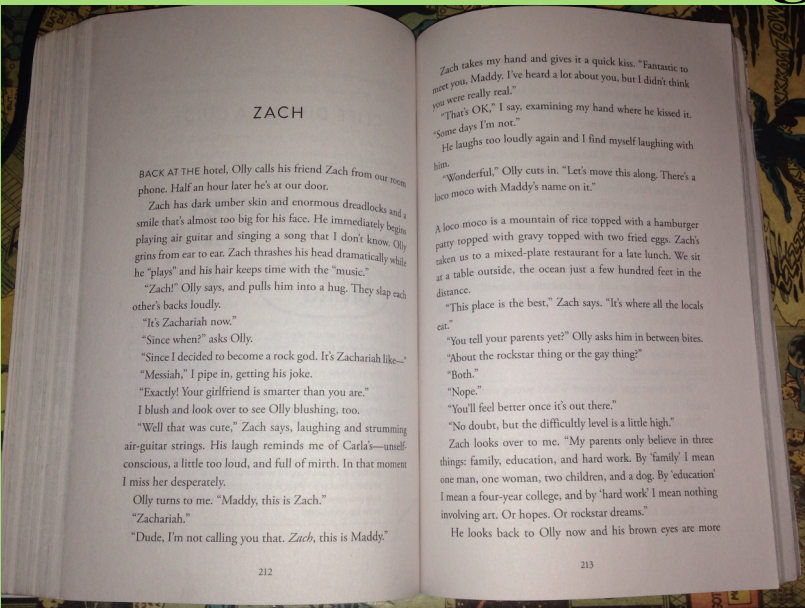 ZACH
BACK AT THE hotel, Olly calls his friend Zach from our room
phone. Half an hour later he's at our door.
Zach has dark umber skin and enormous dreadlocks and a
smile that's almost too big for his face. He immediately begins
playing air guitar and singing a song that I don't know. Olly
grins from ear to ear. Zach thrashes his head dramatically while
he “plays” and his hair keeps time with the “music.”
“Zach!” Olly says, and pulls him into a hug. They slap each
other's backs loudly.
“It's Zachariah now.”
“Since when?” asks Olly.
“Since I decided to become a rock god. It's Zachariah like—”
“Messiah,” I pipe in, getting his joke.
“Exactly! Your girlfriend is smarter than you are.”
I blush and look over to see Olly blushing, too.
“Well that was cute,” Zach says, laughing and strumming
air-guitar strings. His laugh reminds me of Carla's—unself-
conscious, a little too loud, and full of mirth. In that moment
I miss her desperately.
Olly turns to me. “Maddy, this is Zach.”
“Zachariah.”
“Dude, I'm not calling you that. Zach, this is Maddy.”
212
Zach takes my hand and gives it a quick kiss. “Fantastic to
meet you, Maddy. I've heard a lot about you, but I didn't think
you were really real.”
“That's OK,” I say, examining my hand where he kissed it.
“Some days I'm not.”
He laughs too loudly again and I find myself laughing with
him.
“Wonderful,” Olly cuts in. “Let's move this along. There's a
loco moco with Maddy's name on it.”
A loco moco is a mountain of rice topped with a hamburger
patty topped with gravy topped with two fried eggs. Zach's
taken us to a mixed-plate restaurant for a late lunch. We sit
at a table outside, the ocean just a few hundred feet in the
distance.
“This place is the best,” Zach says. “It's where all the locals
eat.”
“You tell your parents yet?” Olly asks him in between bites.
“About the rockstar thing or the gay thing?”
“Both.”
“Nope.”
“You'll feel better once it's out there.”
“No doubt, but the difficultly level is a little high.”
Zach looks over to me. “My parents only believe in three
things: family, education, and hard work. By ‘family’ I mean
one man, one woman, two children, and a dog. By ‘education’
I mean a four-year college, and by ‘hard work’ I mean nothing
involving art. Or hopes. Or rockstar dreams.”
He looks back to Olly now and his brown eyes are more
213